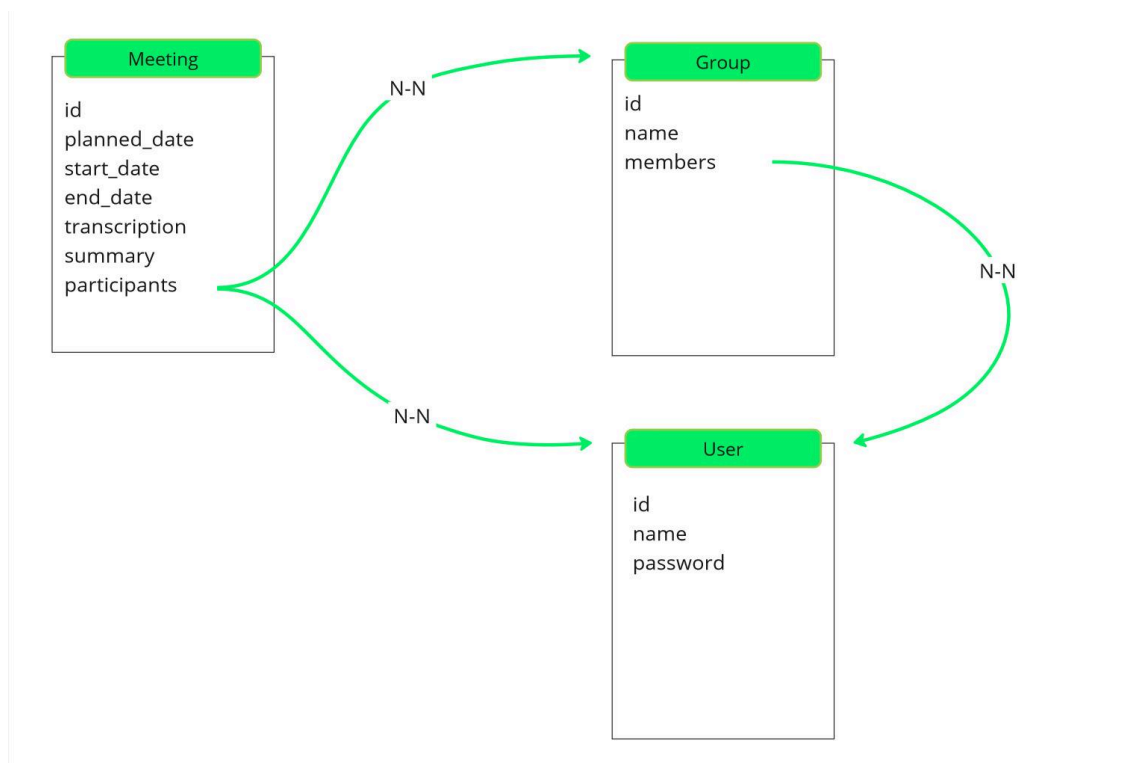 Meeting
id
planned_date
start_date
end_date
transcription
summary
participants
N-N
N-N
Group
id
name
members
N-N
User
id
name
password